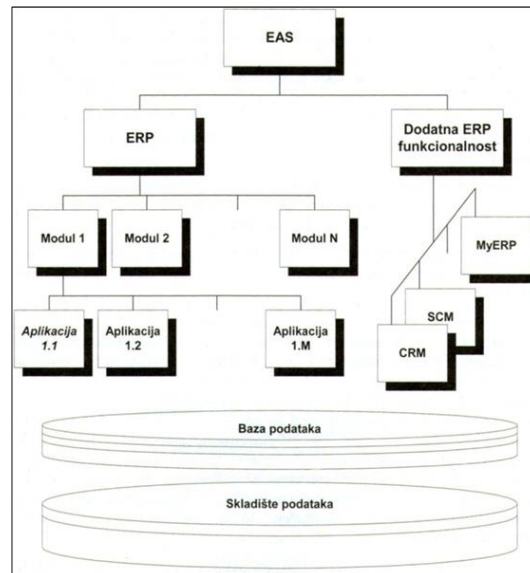 EAS
ERP
Dodatna ERP
funkcionalnost
Modul 1
Modul 2
Modul N
MyERP
Aplikacija
1.1
Aplikacija
1.2
Aplikacija
1.M
SCM
CRM
Baza podataka
Skladište podataka